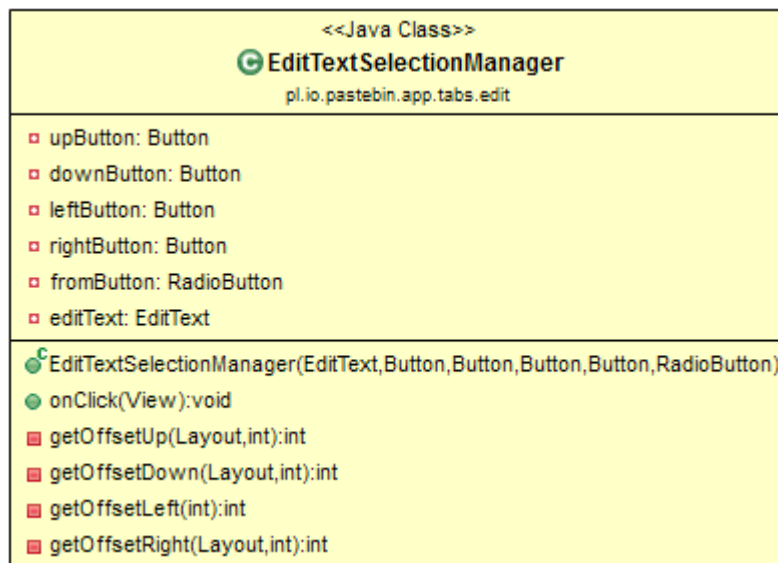 <<Java Class>>
C EditTextSelectionManager
pl.io.pastebin.app.tabs.edit
upButton: Button
downButton: Button
leftButton: Button
rightButton: Button
fromButton: RadioButton
editText: EditText
C EditTextSelectionManager(EditText,Button,Button,Button,Button,RadioButton)
onClick(View):void
getOffsetUp(Layout,int):int
getOffsetDown(Layout,int):int
getOffsetLeft(int):int
getOffsetRight(Layout,int):int